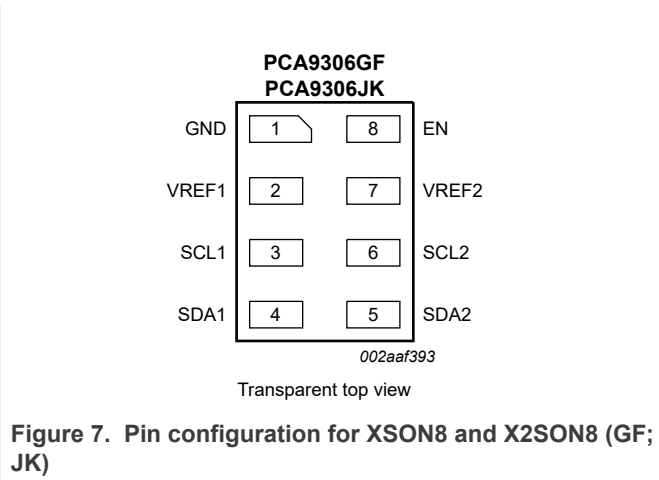 PCA9306GF
PCA9306JK
GND 1 8 EN
VREF1 2 7 VREF2
SCL1 3 6 SCL2
SDA1 4 5 SDA2
002aaf393
Transparent top view
Figure 7. Pin configuration for XSON8 and X2SON8 (GF;
JK)